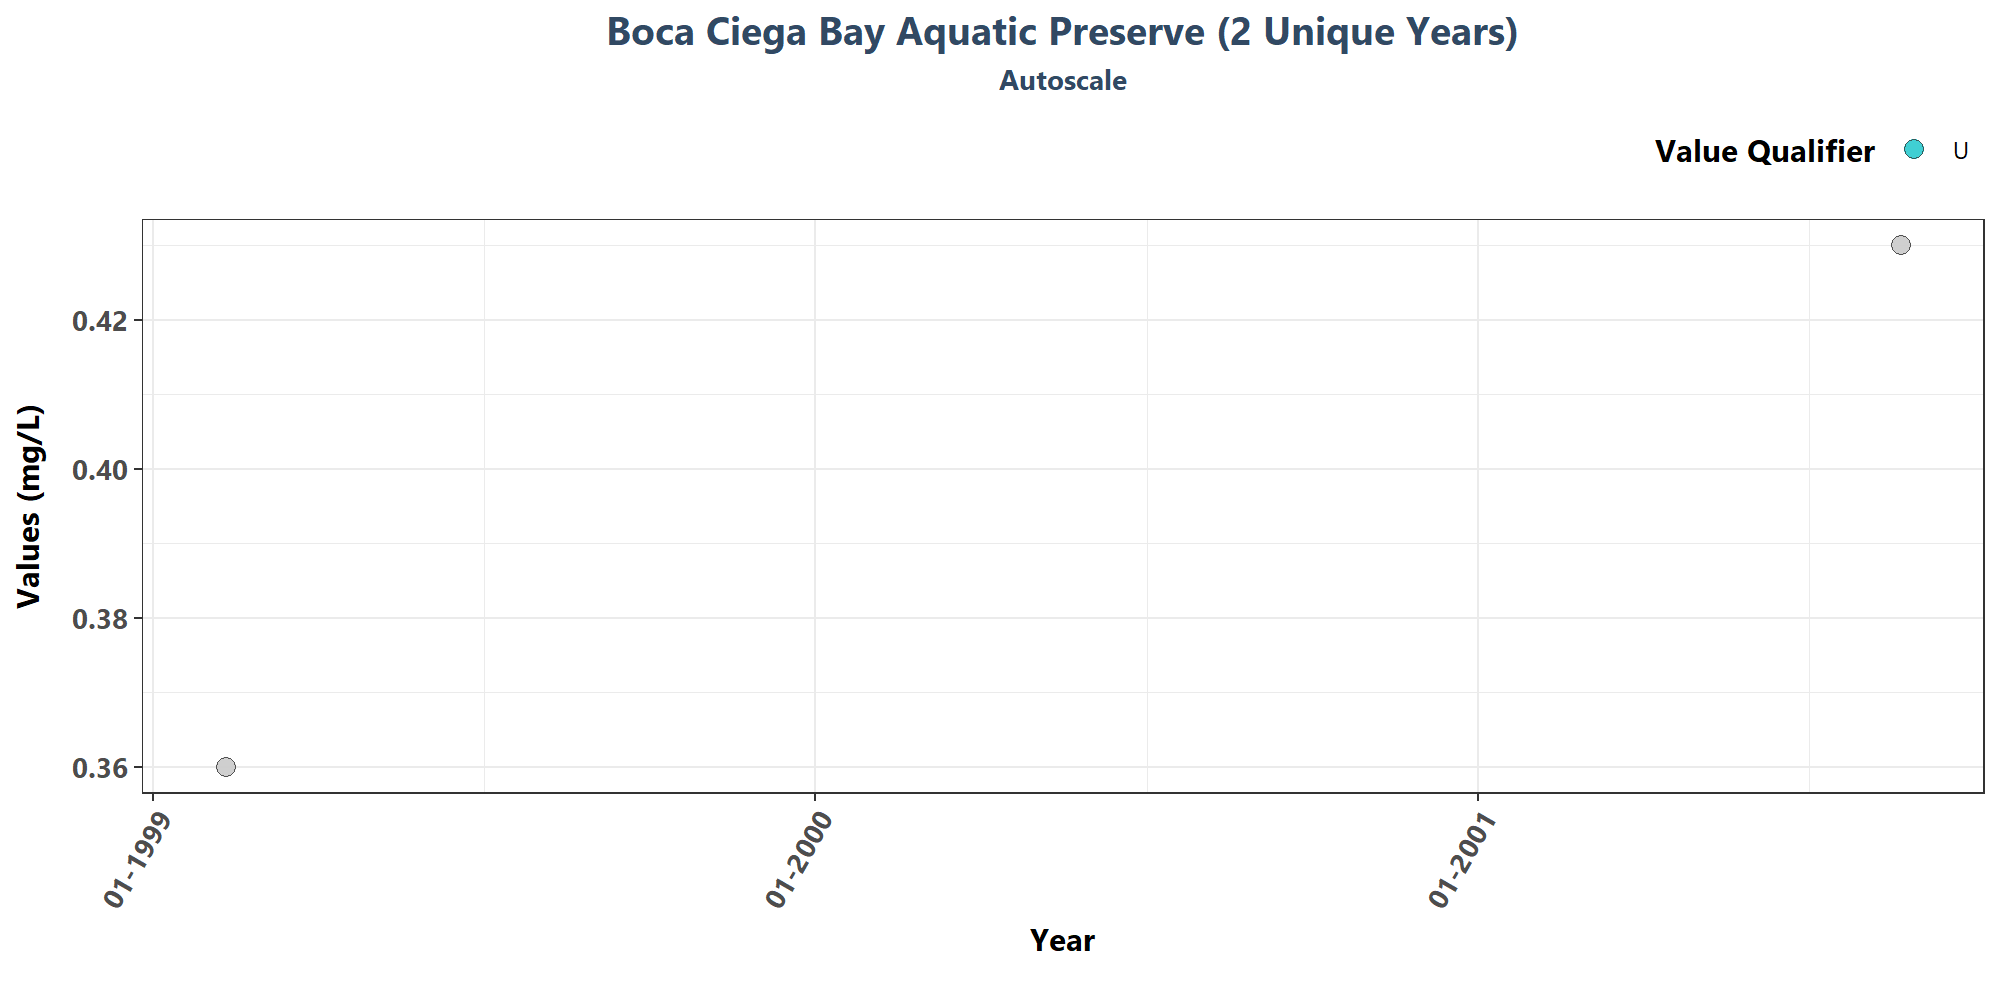 Boca Ciega Bay Aquatic Preserve (2 Unique Years)
Autoscale
Value Qualifier U
Values (mg/L)
0.42
0.40
0.38
0.36
01-1999 01-2000 01-2001
Year